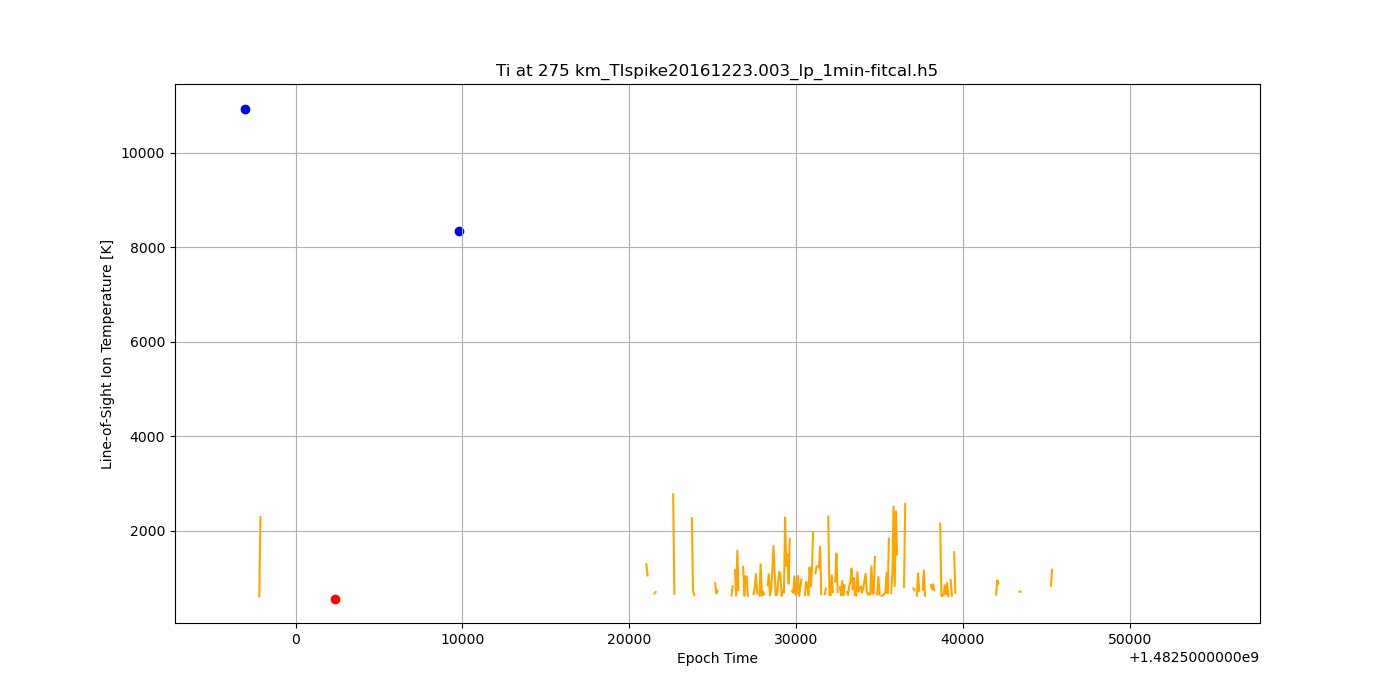 Ti at 275 km_TIspike20161223.003_lp_1min-fitcal.h5
Line-of-Sight Ion Temperature [K]
10000
8000
6000
4000
2000
0 10000 20000 30000 40000 50000
Epoch Time
+1.4825000000e9